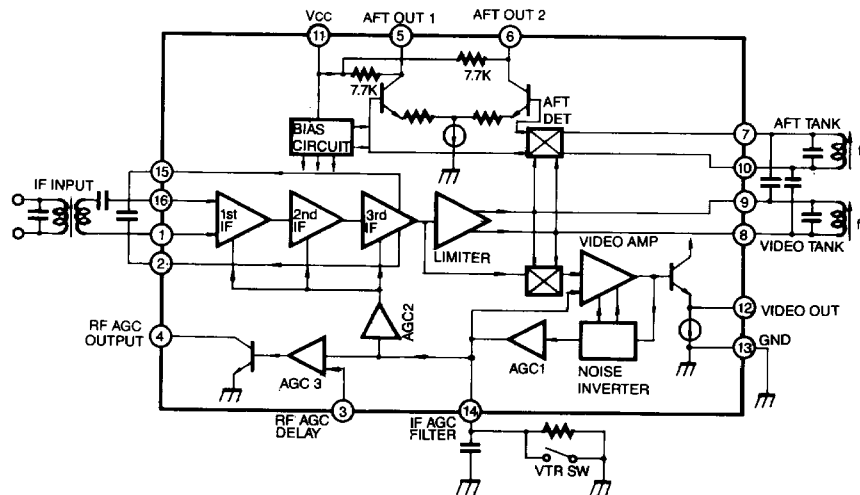 VCC
AFT OUT 1
AFT OUT 2
11
5
6
7.7K
7.7K
AFT
DET
BIAS
CIRCUIT
7
AFT TANK
10
15
IF INPUT
16
1st
IF
2nd
IF
3rd
IF
LIMITER
9
1
8
VIDEO TANK
2
VIDEO AMP
f
f
4
RF AGC
OUTPUT
AGC2
12
VIDEO OUT
13
GND
AGC 3
AGC1
NOISE
INVERTER
3
RF AGC
DELAY
14
IF AGC
FILTER
VTR SW